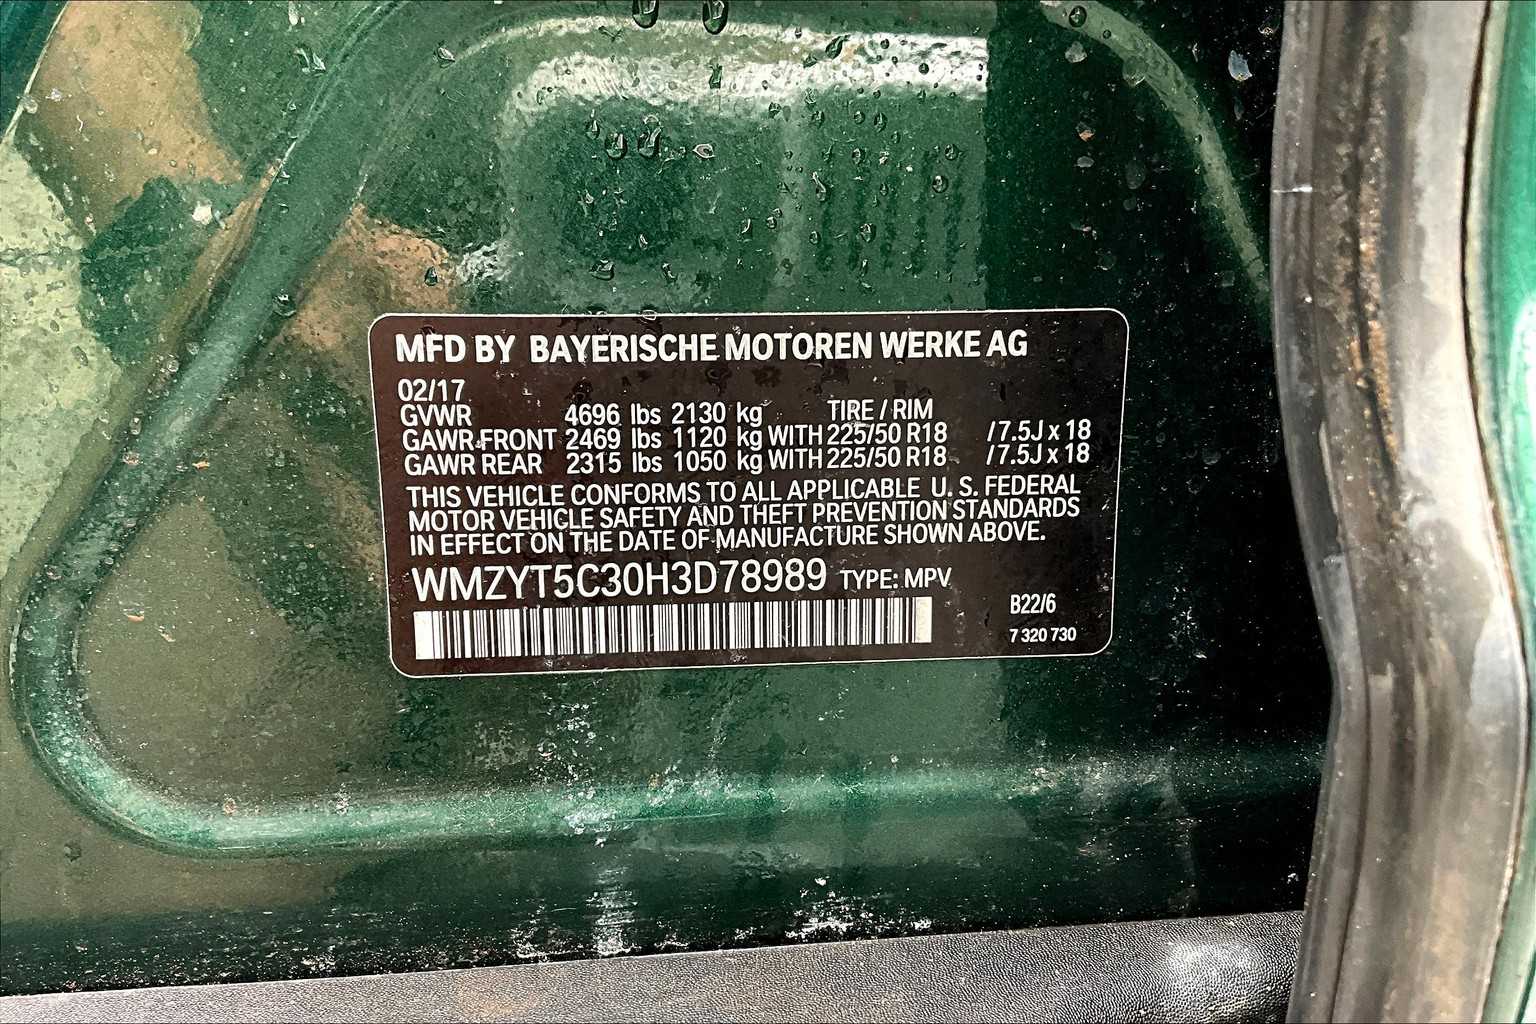 MFD BY BAYERISCHE MOTOREN WERKE AG
02/17
GVWR 4696 lbs 2130 kg TIRE / RIM
GAWR FRONT 2469 lbs 1120 kg WITH 225/50 R18 / 7.5J x 18
GAWR REAR 2315 lbs 1050 kg WITH 225/50 R18 / 7.5J x 18
THIS VEHICLE CONFORMS TO ALL APPLICABLE U. S. FEDERAL
MOTOR VEHICLE SAFETY AND THEFT PREVENTION STANDARDS
IN EFFECT ON THE DATE OF MANUFACTURE SHOWN ABOVE.
WMZYT5C30H3D78989 TYPE: MPV
B22/6
7 320 730